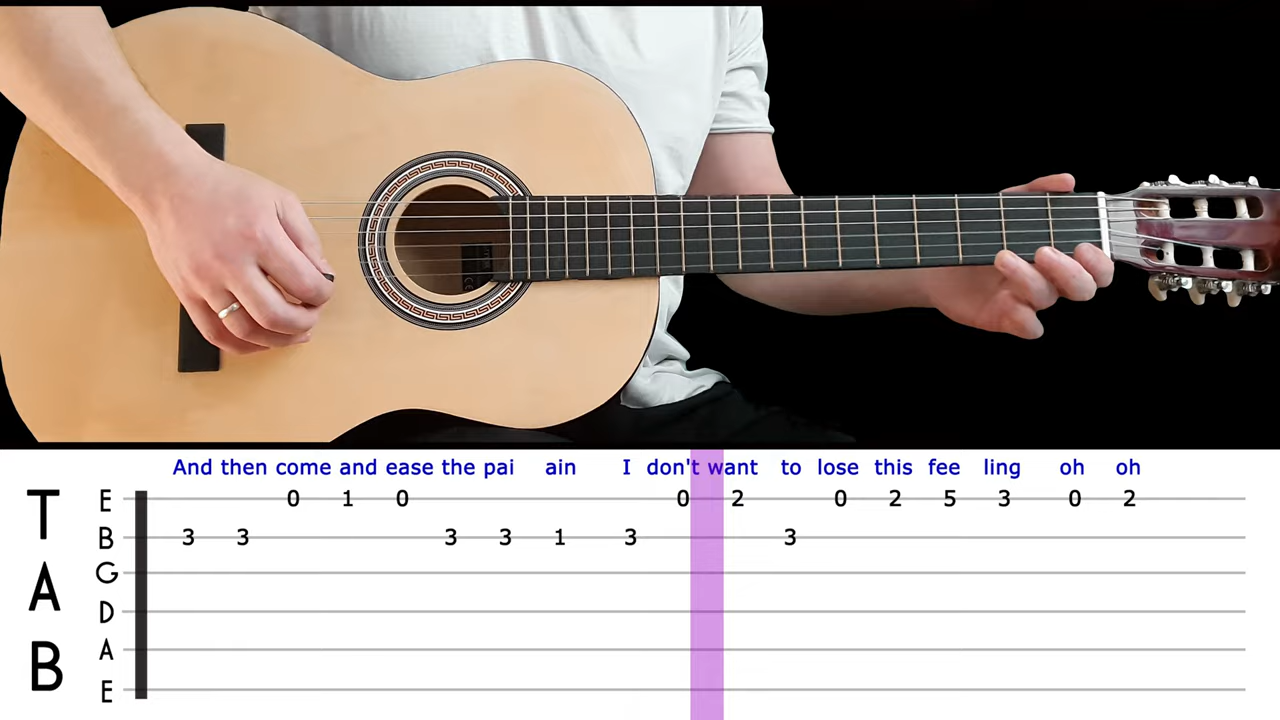 And then come and ease the pai ain I don't want to lose this fee ling oh oh
T
A
B
E 0 1 0 0 2 0 2 5 3 0 2
B 3 3 3 3 1 3 3
G
D
A
E